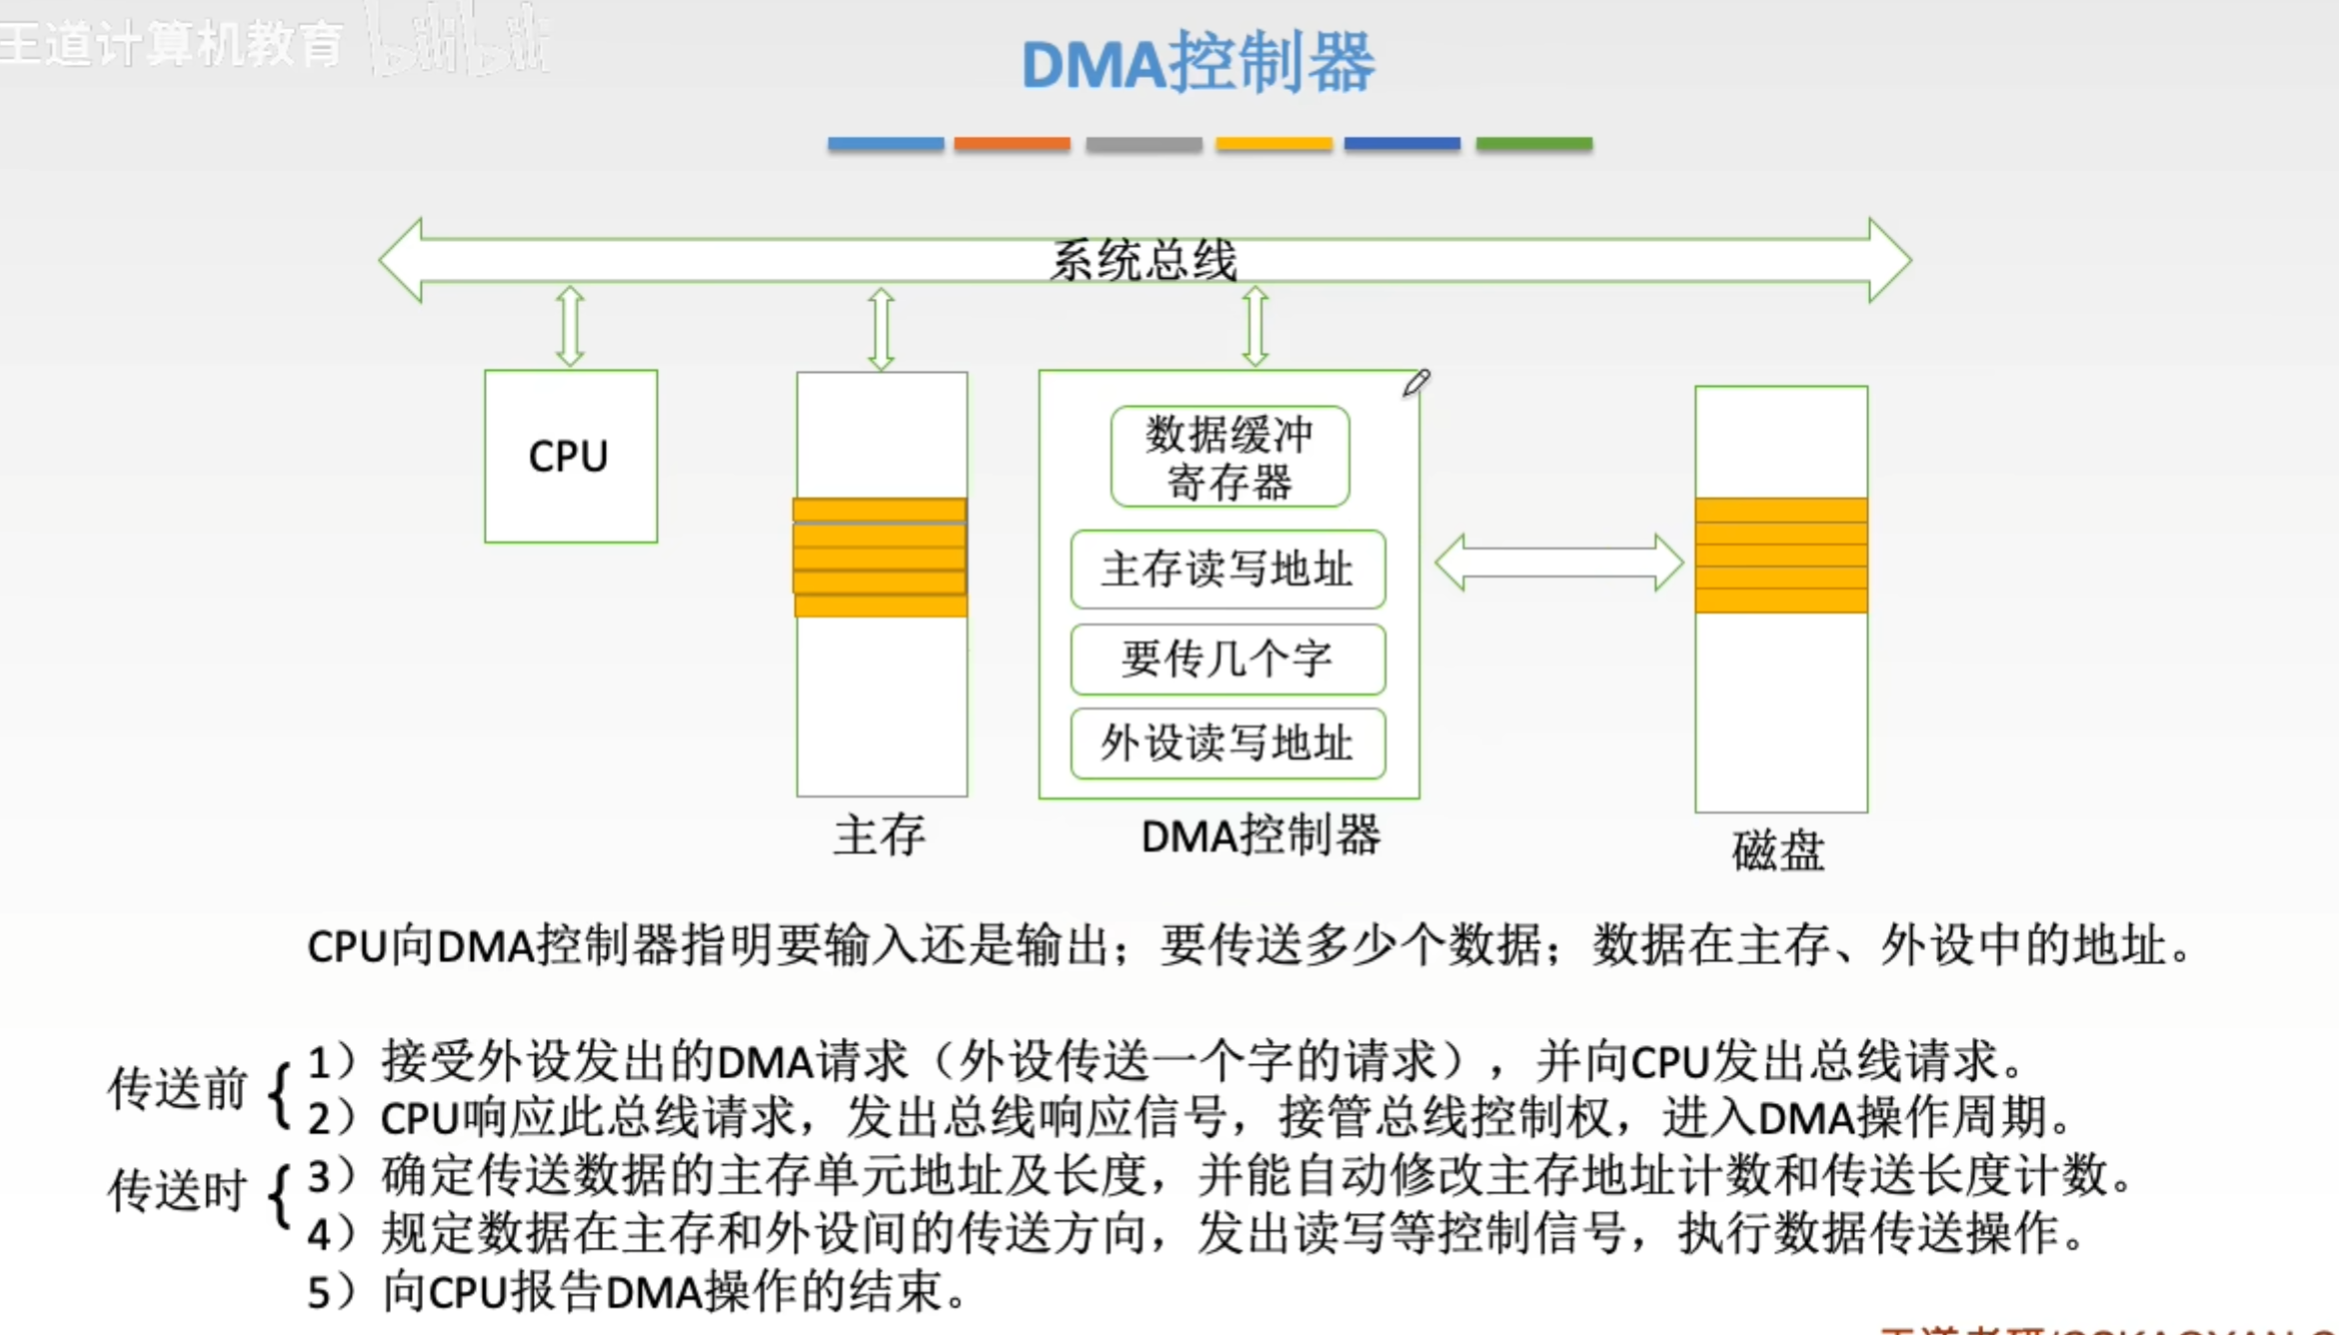 王道计算机教育 bilibili
DMA控制器
系统总线
CPU
数据缓冲
寄存器
主存读写地址
要传几个字
外设读写地址
主存
DMA控制器
磁盘
CPU向DMA控制器指明要输入还是输出；要传送多少个数据；数据在主存、外设中的地址。
传送前
1）接受外设发出的DMA请求（外设传送一个字的请求），并向CPU发出总线请求。
2）CPU响应此总线请求，发出总线响应信号，接管总线控制权，进入DMA操作周期。
传送时
3）确定传送数据的主存单元地址及长度，并能自动修改主存地址计数和传送长度计数。
4）规定数据在主存和外设间的传送方向，发出读写等控制信号，执行数据传送操作。
5）向CPU报告DMA操作的结束。